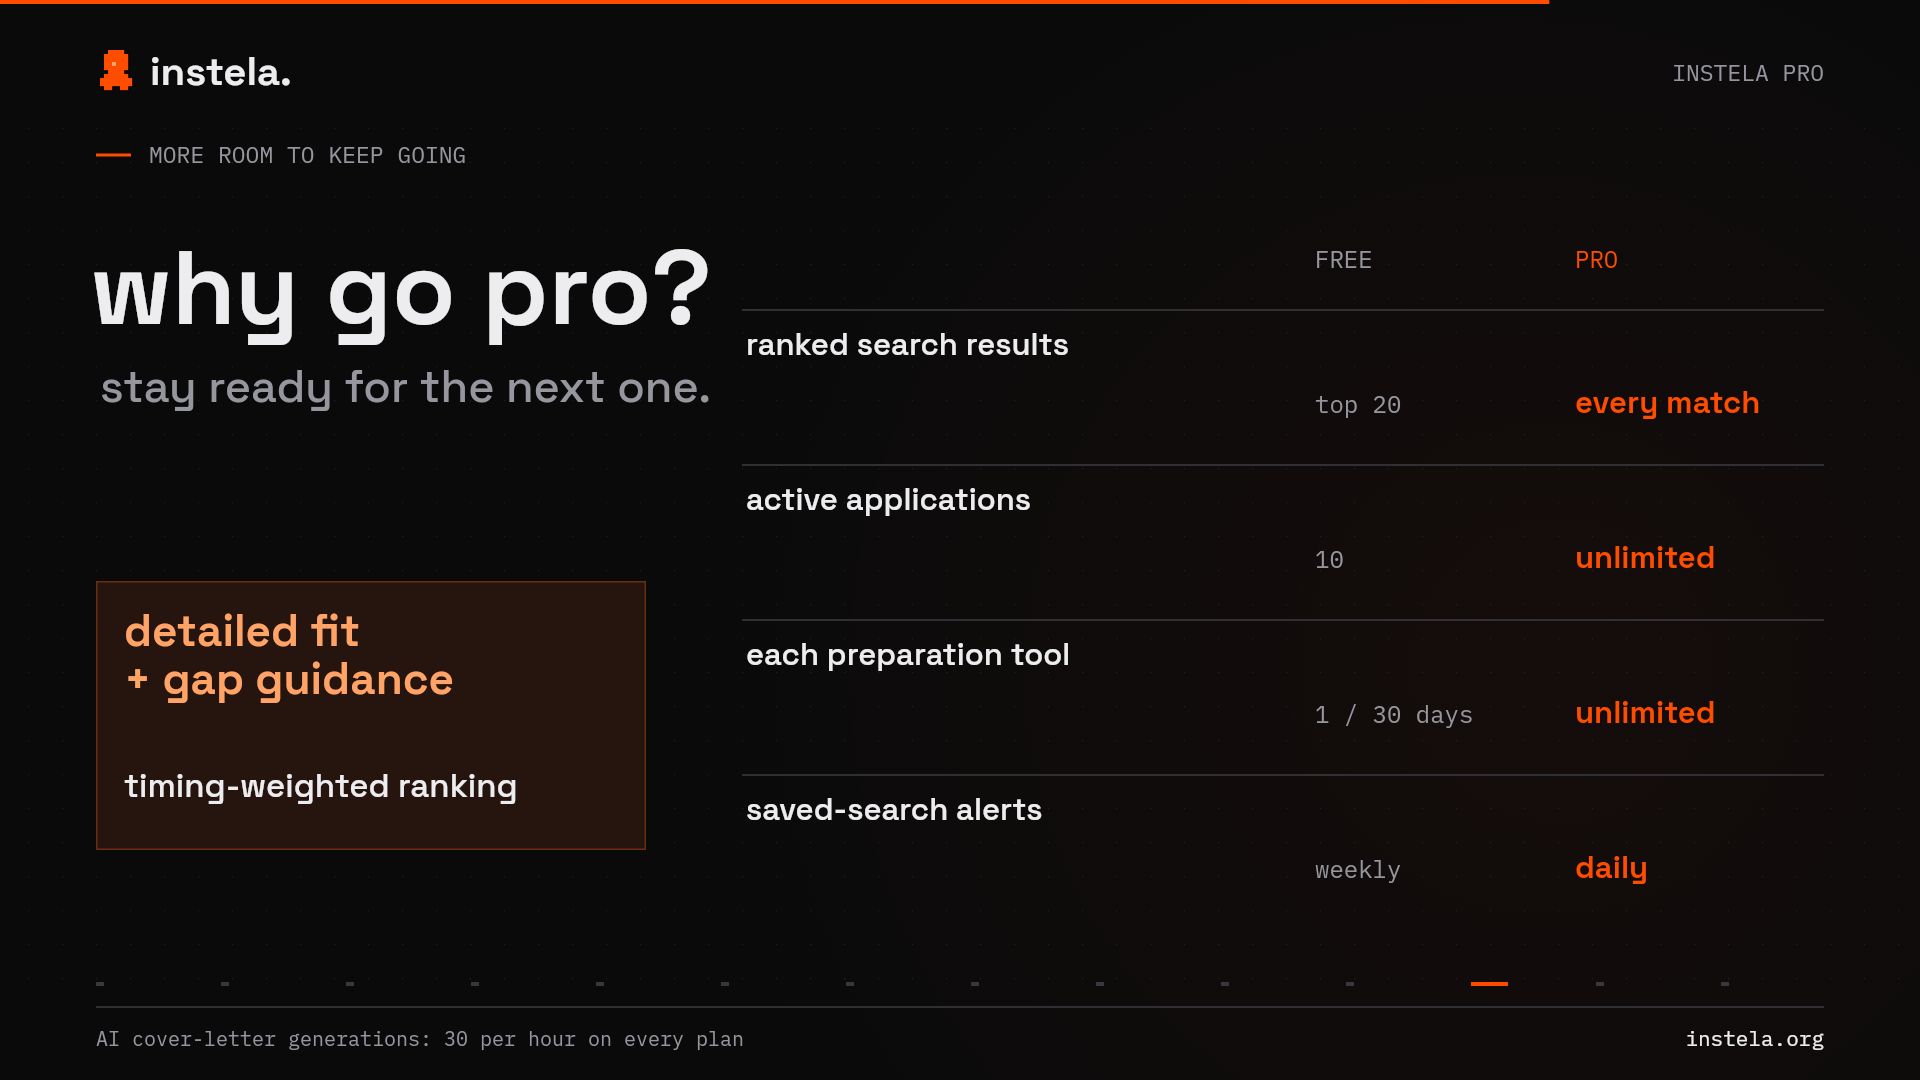 instela.
INSTELA PRO
MORE ROOM TO KEEP GOING
why go pro?
stay ready for the next one.
detailed fit
+ gap guidance
timing-weighted ranking
FREE PRO
ranked search results
top 20 every match
active applications
10 unlimited
each preparation tool
1 / 30 days unlimited
saved-search alerts
weekly daily
AI cover-letter generations: 30 per hour on every plan
instela.org